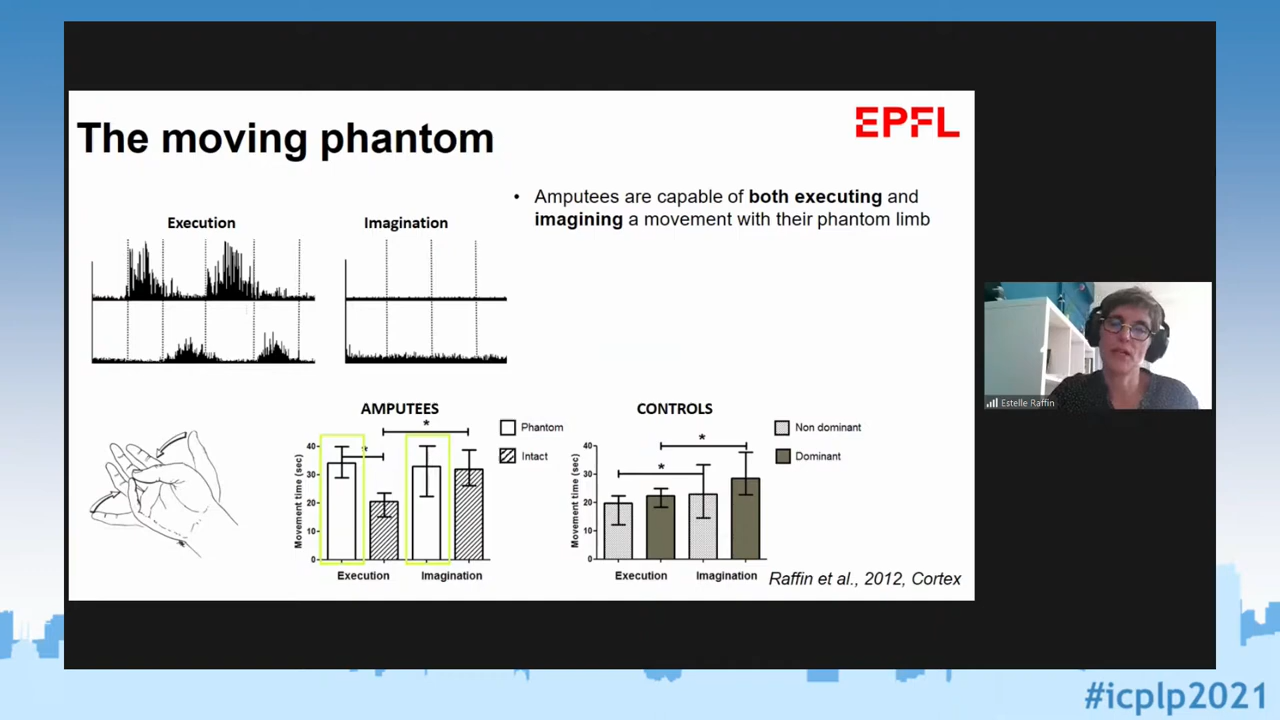 The moving phantom
EPFL
• Amputees are capable of both executing and
imagining a movement with their phantom limb
Execution
Imagination
AMPUTEES
*
*
Phantom
Intact
Movement time (sec)
40
30
20
10
0
Execution
Imagination
CONTROLS
*
*
Non dominant
Dominant
Movement time (sec)
40
30
20
10
0
Execution
Imagination
Raffin et al., 2012, Cortex
Estelle Raffin
#icplp2021